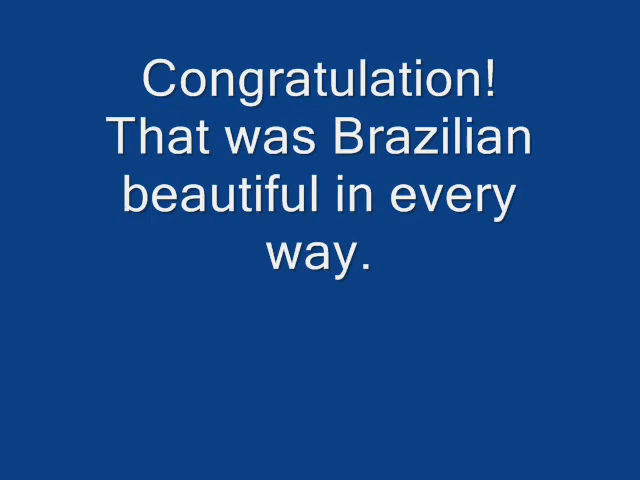 Congratulation!
That was Brazilian
beautiful in every
way.